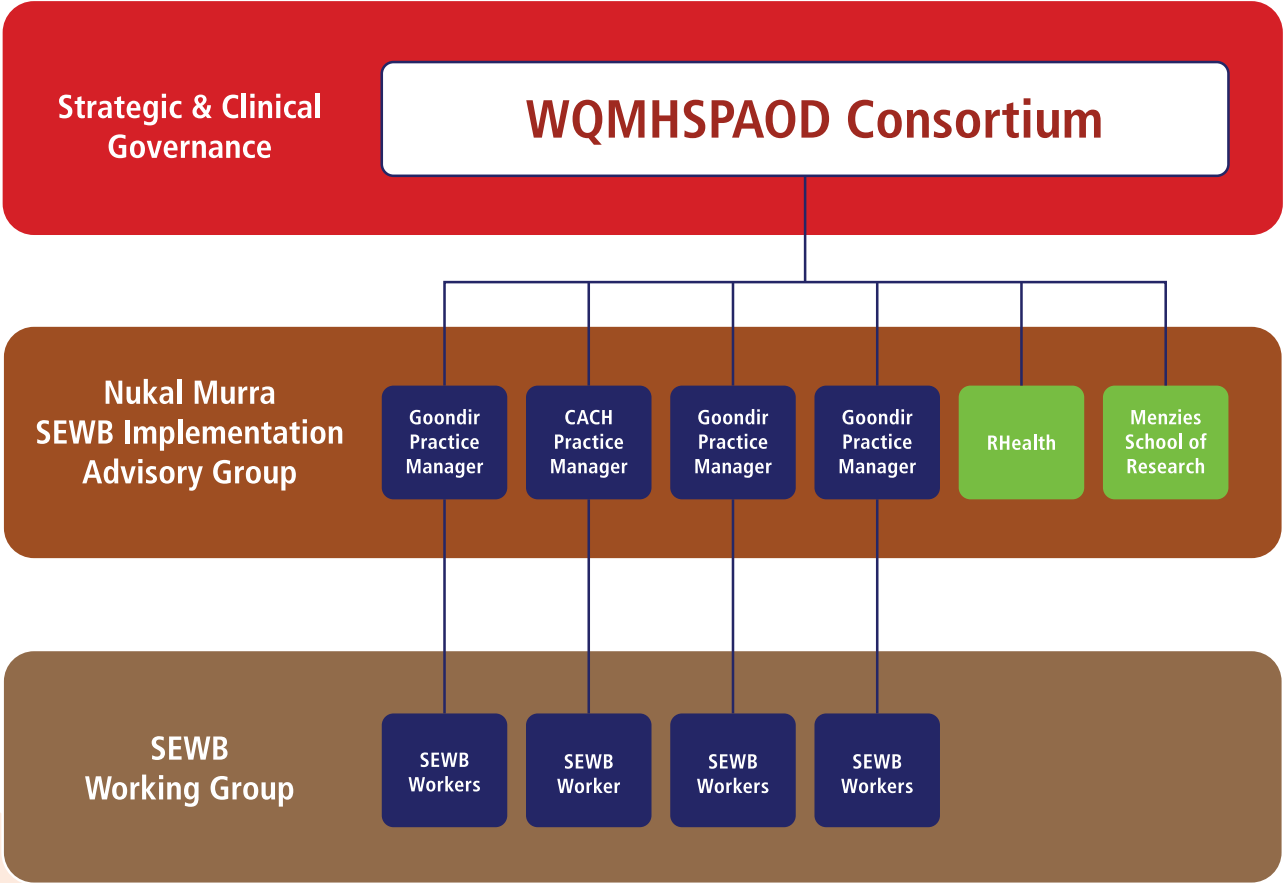 Strategic & Clinical
Governance
WQMHSPAOD Consortium
Nukal Murra
SEWB Implementation
Advisory Group
Goondir
Practice
Manager
CACH
Practice
Manager
Goondir
Practice
Manager
Goondir
Practice
Manager
RHealth
Menzies
School of
Research
SEWB
Working Group
SEWB
Workers
SEWB
Worker
SEWB
Workers
SEWB
Workers